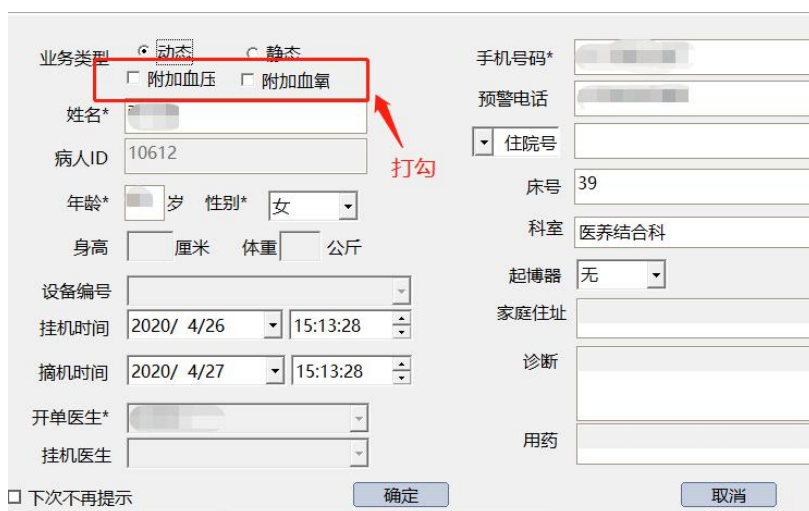 业务类型 动态 静态
附加血压 附加血氧
姓名*
病人ID 10612
打勾
年龄* 岁 性别* 女
身高 厘米 体重 公斤
设备编号
挂机时间 2020/ 4/26 15:13:28
摘机时间 2020/ 4/27 15:13:28
开单医生*
挂机医生
下次不再提示
确定
手机号码*
预警电话
住院号
床号 39
科室 医养结合科
起博器 无
家庭住址
诊断
用药
取消